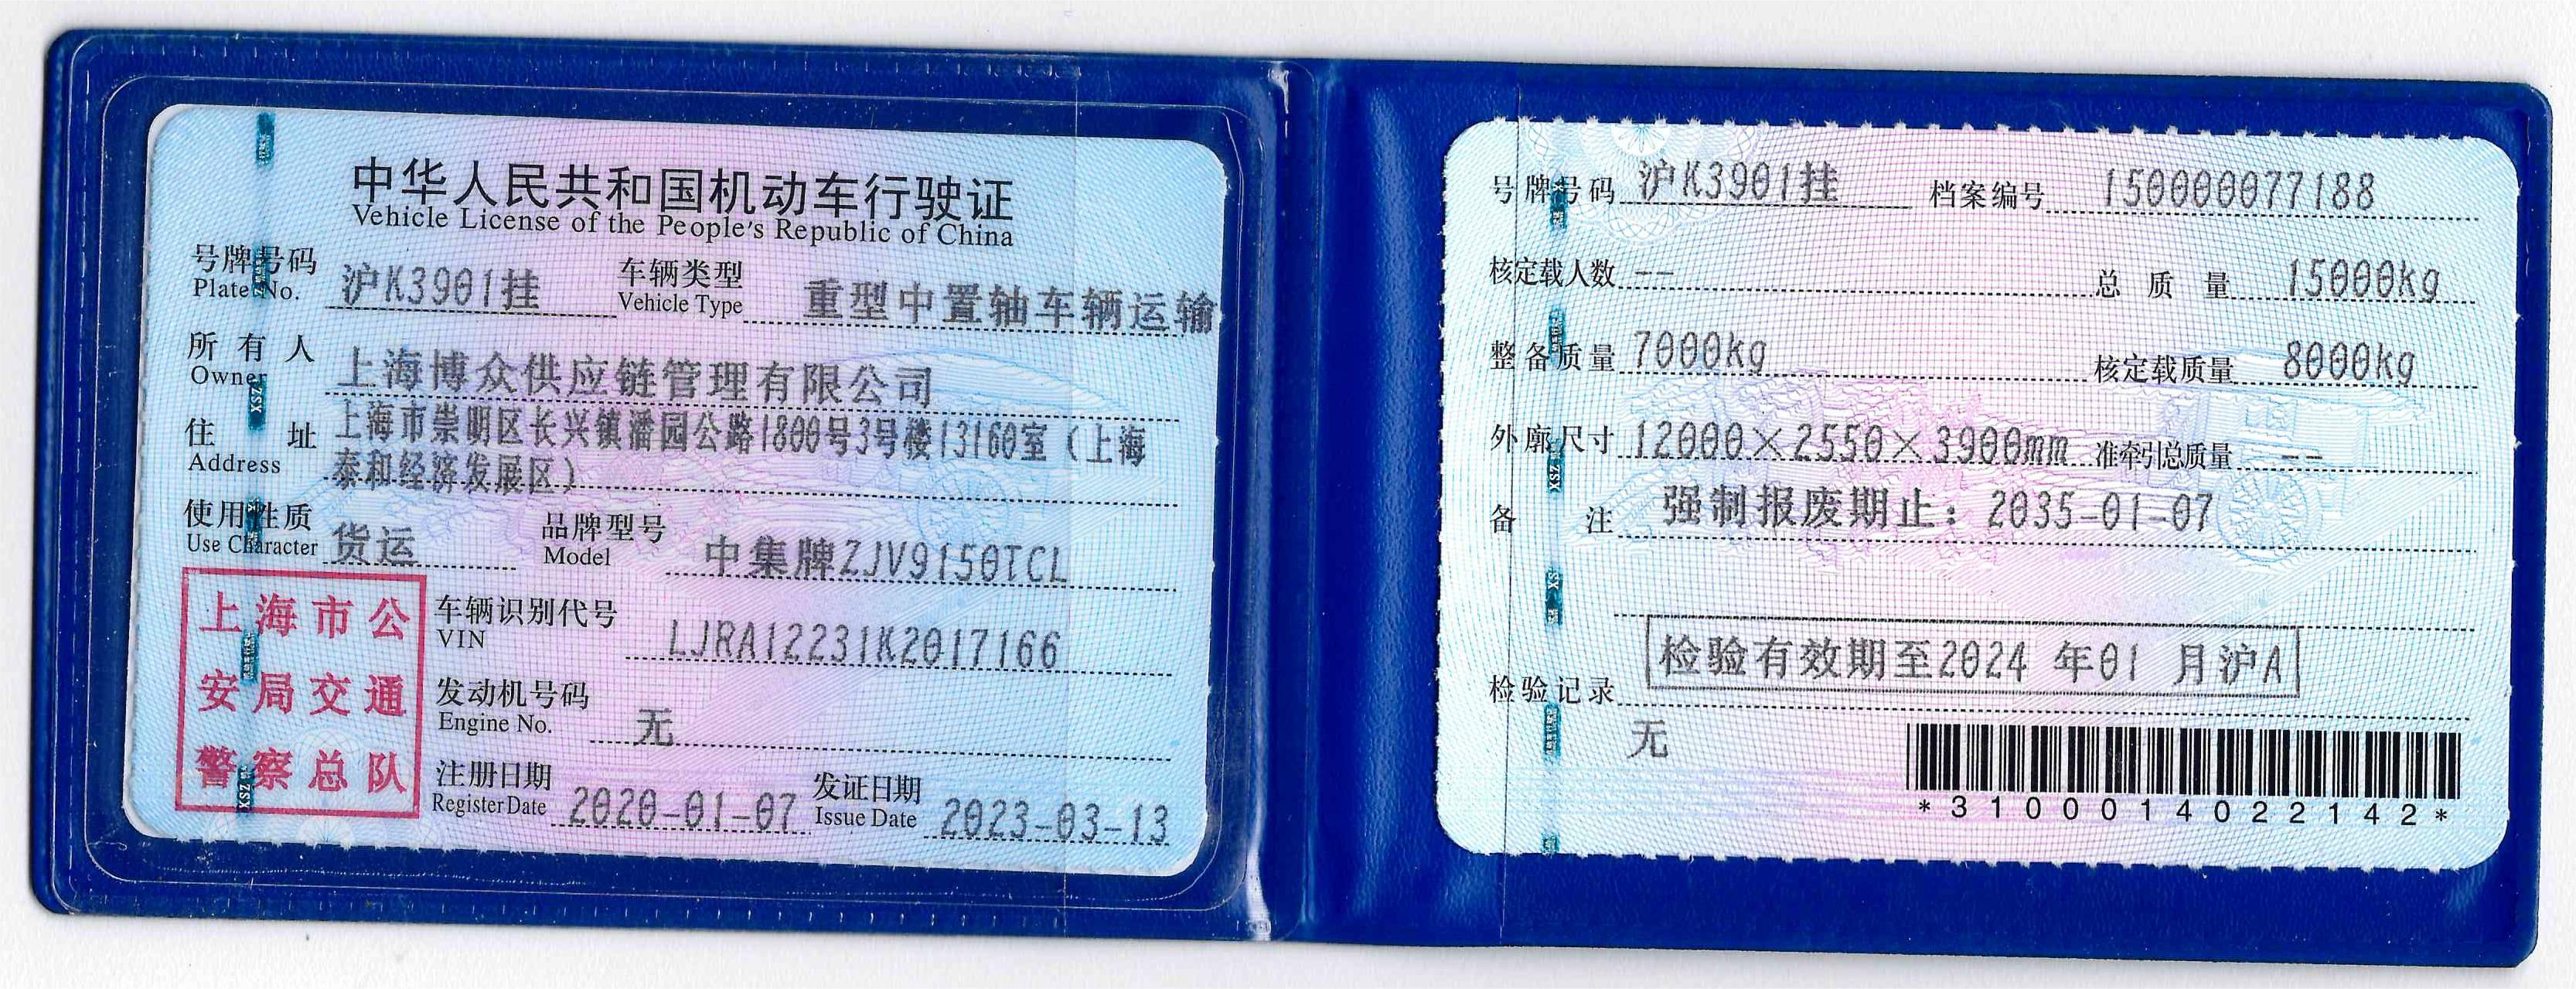 中华人民共和国机动车行驶证
Vehicle License of the People's Republic of China
号牌号码 沪K3901挂 车辆类型 重型中置轴车辆运输
Plate No. Vehicle Type
所有人 上海博众供应链管理有限公司
Owner
住址 上海市崇明区长兴镇潘园公路1800号3号楼13160室（上海
Address 泰和经济发展区）
使用性质 货运 品牌型号 中集牌ZJV9150TCL
Use Character Model
上海市公
安局交通
警察总队
车辆识别代号 LJRA12231K2017166
VIN
发动机号码 无
Engine No.
注册日期 2020-01-07 发证日期 2023-03-13
Register Date Issue Date
号牌号码 沪K3901挂 档案编号 150000077188
核定载人数 -- 总质量 15000kg
整备质量 7000kg 核定载质量 8000kg
外廓尺寸 12000×2550×3900mm 准牵引总质量 --
备注 强制报废期止：2035-01-07
检验记录 检验有效期至2024 年01 月沪A
无
*3100014022142*